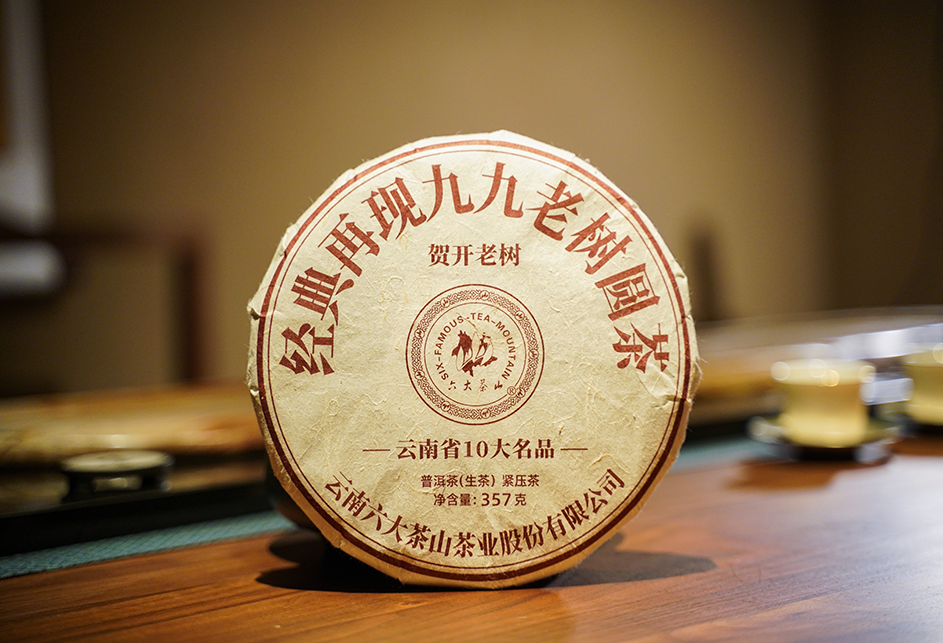 经典再现九九老树圆茶
贺开老树
SIX-FAMOUS-TEA-MOUNTAIN
六大茶山®
云南省10大名品
普洱茶(生茶) 紧压茶
净含量:357克
云南六大茶山茶业股份有限公司